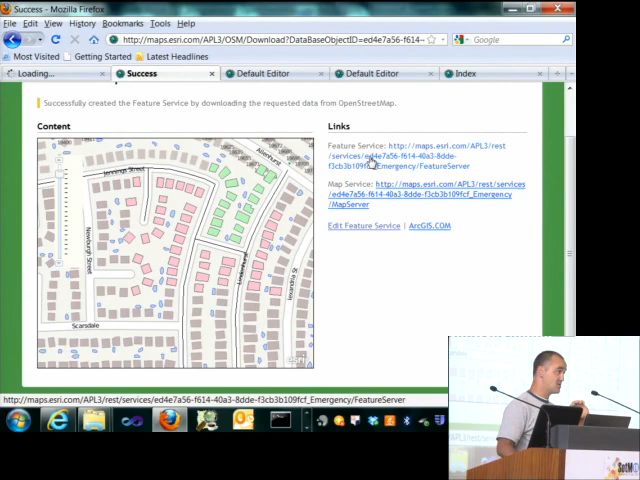 Success - Mozilla Firefox
File Edit View History Bookmarks Tools Help
http://maps.esri.com/APL3/OSM/Download?DataBaseObjectID=ed4e7a56-f614-4
Google
Most Visited Getting Started Latest Headlines
Loading... Success Default Editor Default Editor Index
Successfully created the Feature Service by downloading the requested data from OpenStreetMap.
Content
Links
Feature Service: http://maps.esri.com/APL3/rest
/services/ed4e7a56-f614-40a3-8dde-
f3cb3b109fcf_Emergency/FeatureServer
Map Service: http://maps.esri.com/APL3/rest/services
/ed4e7a56-f614-40a3-8dde-f3cb3b109fcf_Emergency
/MapServer
Edit Feature Service | ArcGIS.COM
Jennings Street
Newburgh Street
Scarsdale
esri
http://maps.esri.com/APL3/rest/services/ed4e7a56-f614-40a3-8dde-f3cb3b109fcf_Emergency/FeatureServer
SotM